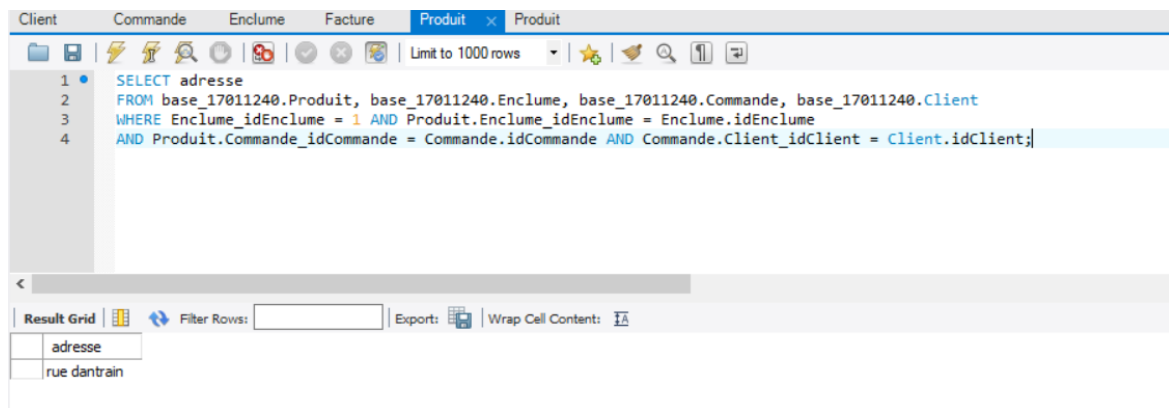 Client Commande Enclume Facture Produit Produit
Limit to 1000 rows
1 SELECT adresse
2 FROM base_17011240.Produit, base_17011240.Enclume, base_17011240.Commande, base_17011240.Client
3 WHERE Enclume_idEnclume = 1 AND Produit.Enclume_idEnclume = Enclume.idEnclume
4 AND Produit.Commande_idCommande = Commande.idCommande AND Commande.Client_idClient = Client.idClient;
Result Grid Filter Rows: Export: Wrap Cell Content: IA
adresse
rue dantrain